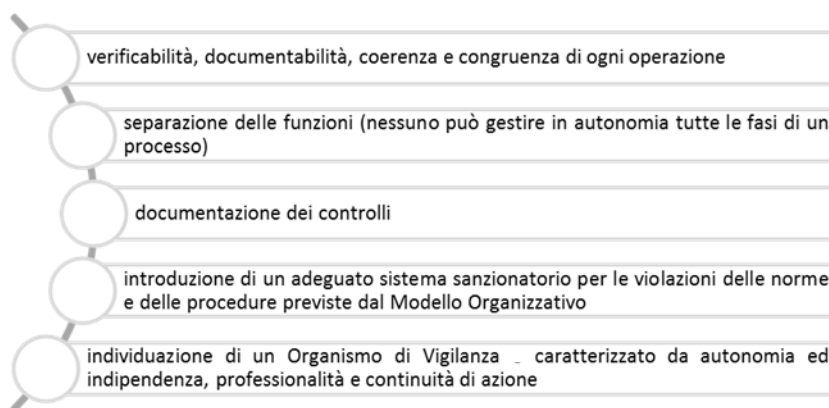 verificabilità, documentabilità, coerenza e congruenza di ogni operazione
separazione delle funzioni (nessuno può gestire in autonomia tutte le fasi di un
processo)
documentazione dei controlli
introduzione di un adeguato sistema sanzionatorio per le violazioni delle norme
e delle procedure previste dal Modello Organizzativo
individuazione di un Organismo di Vigilanza _ caratterizzato da autonomia ed
indipendenza, professionalità e continuità di azione